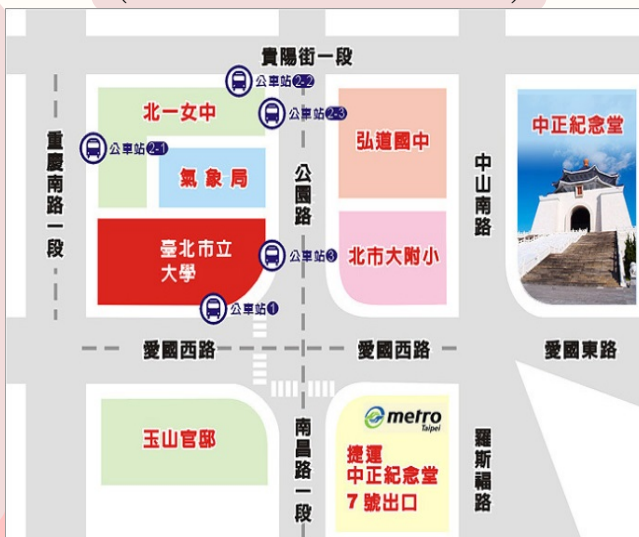 貴陽街一段
公車站2-2
北一女中
公車站2-3
中正紀念堂
弘道國中
公車站2-1
重慶南路一段
氣象局
公園路
中山南路
臺北市立
大學
公車站3
北市大附小
公車站1
愛國西路
愛國西路
愛國東路
metro
Taipei
玉山官邸
南昌路一段
捷運
中正紀念堂
7號出口
羅斯福路